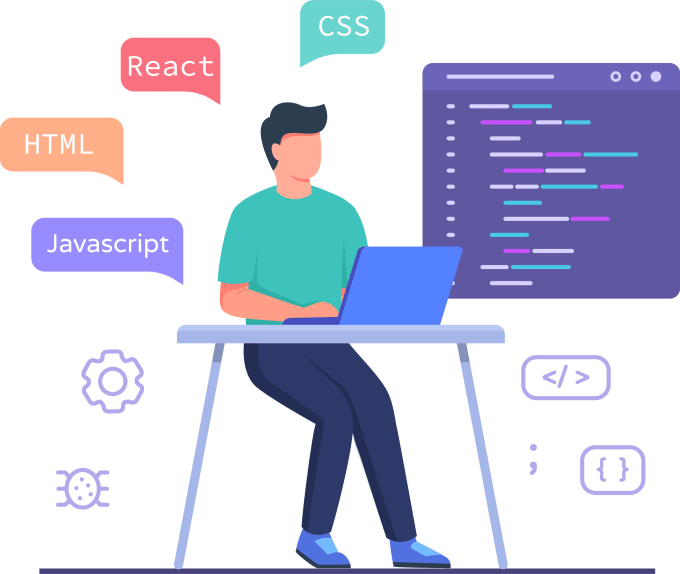 CSS
React
HTML
Javascript
</>
;
{ }